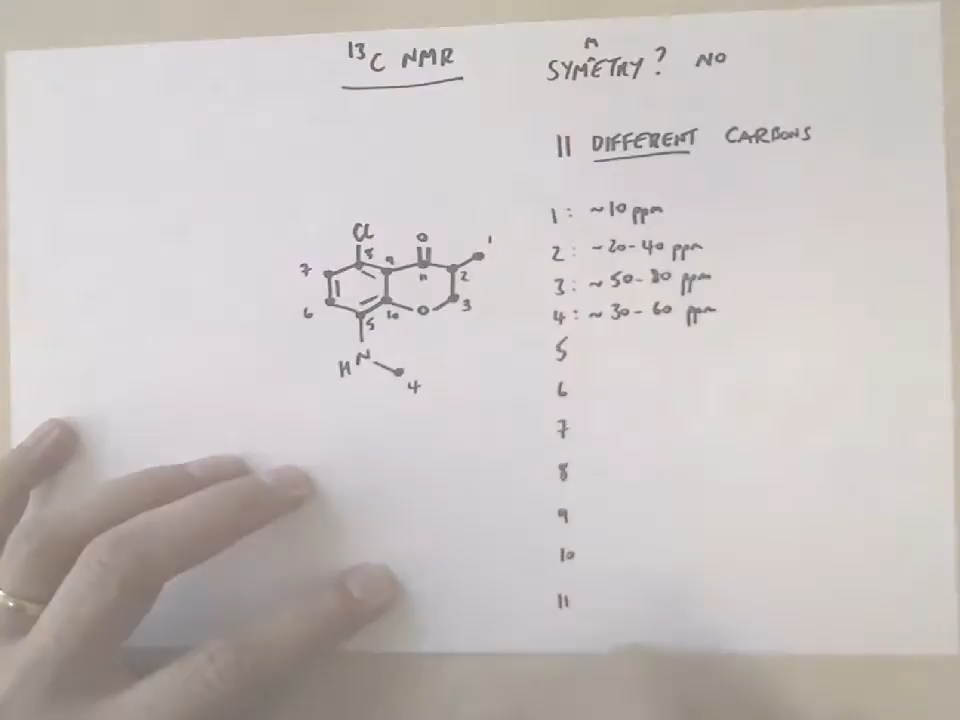 13C NMR
SYMETRY? NO
M
11 DIFFERENT CARBONS
1: ~10 ppm
2: ~20-40 ppm
3: ~50-80 ppm
4: ~30-60 ppm
5
6
7
8
9
10
11
Cl
O
1
8
9
11
2
7
3
6
10
O
5
N
H
4